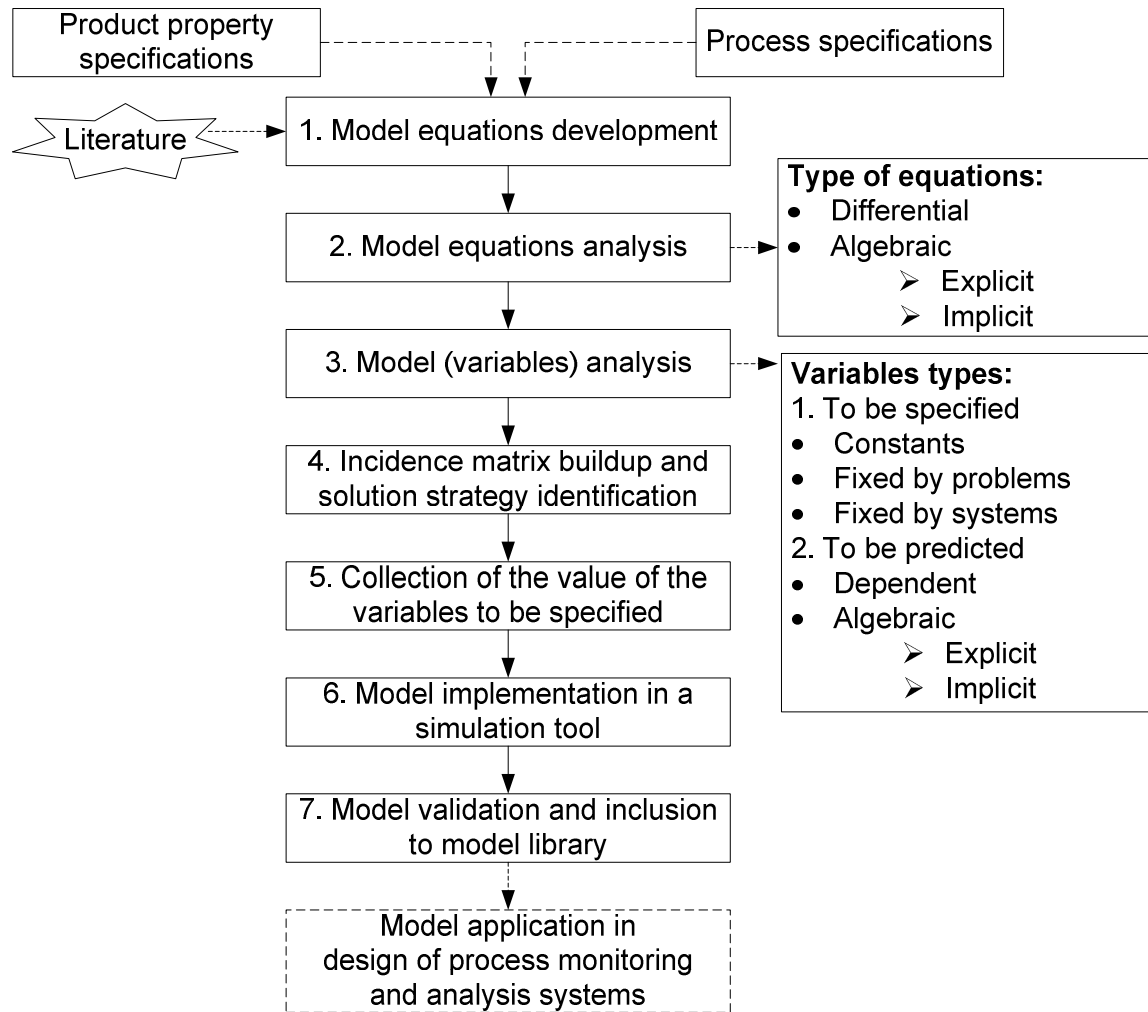 Product property
specifications
Process specifications
Literature
1. Model equations development
2. Model equations analysis
Type of equations:
• Differential
• Algebraic
➢ Explicit
➢ Implicit
3. Model (variables) analysis
Variables types:
1. To be specified
• Constants
• Fixed by problems
• Fixed by systems
2. To be predicted
• Dependent
• Algebraic
➢ Explicit
➢ Implicit
4. Incidence matrix buildup and
solution strategy identification
5. Collection of the value of the
variables to be specified
6. Model implementation in a
simulation tool
7. Model validation and inclusion
to model library
Model application in
design of process monitoring
and analysis systems